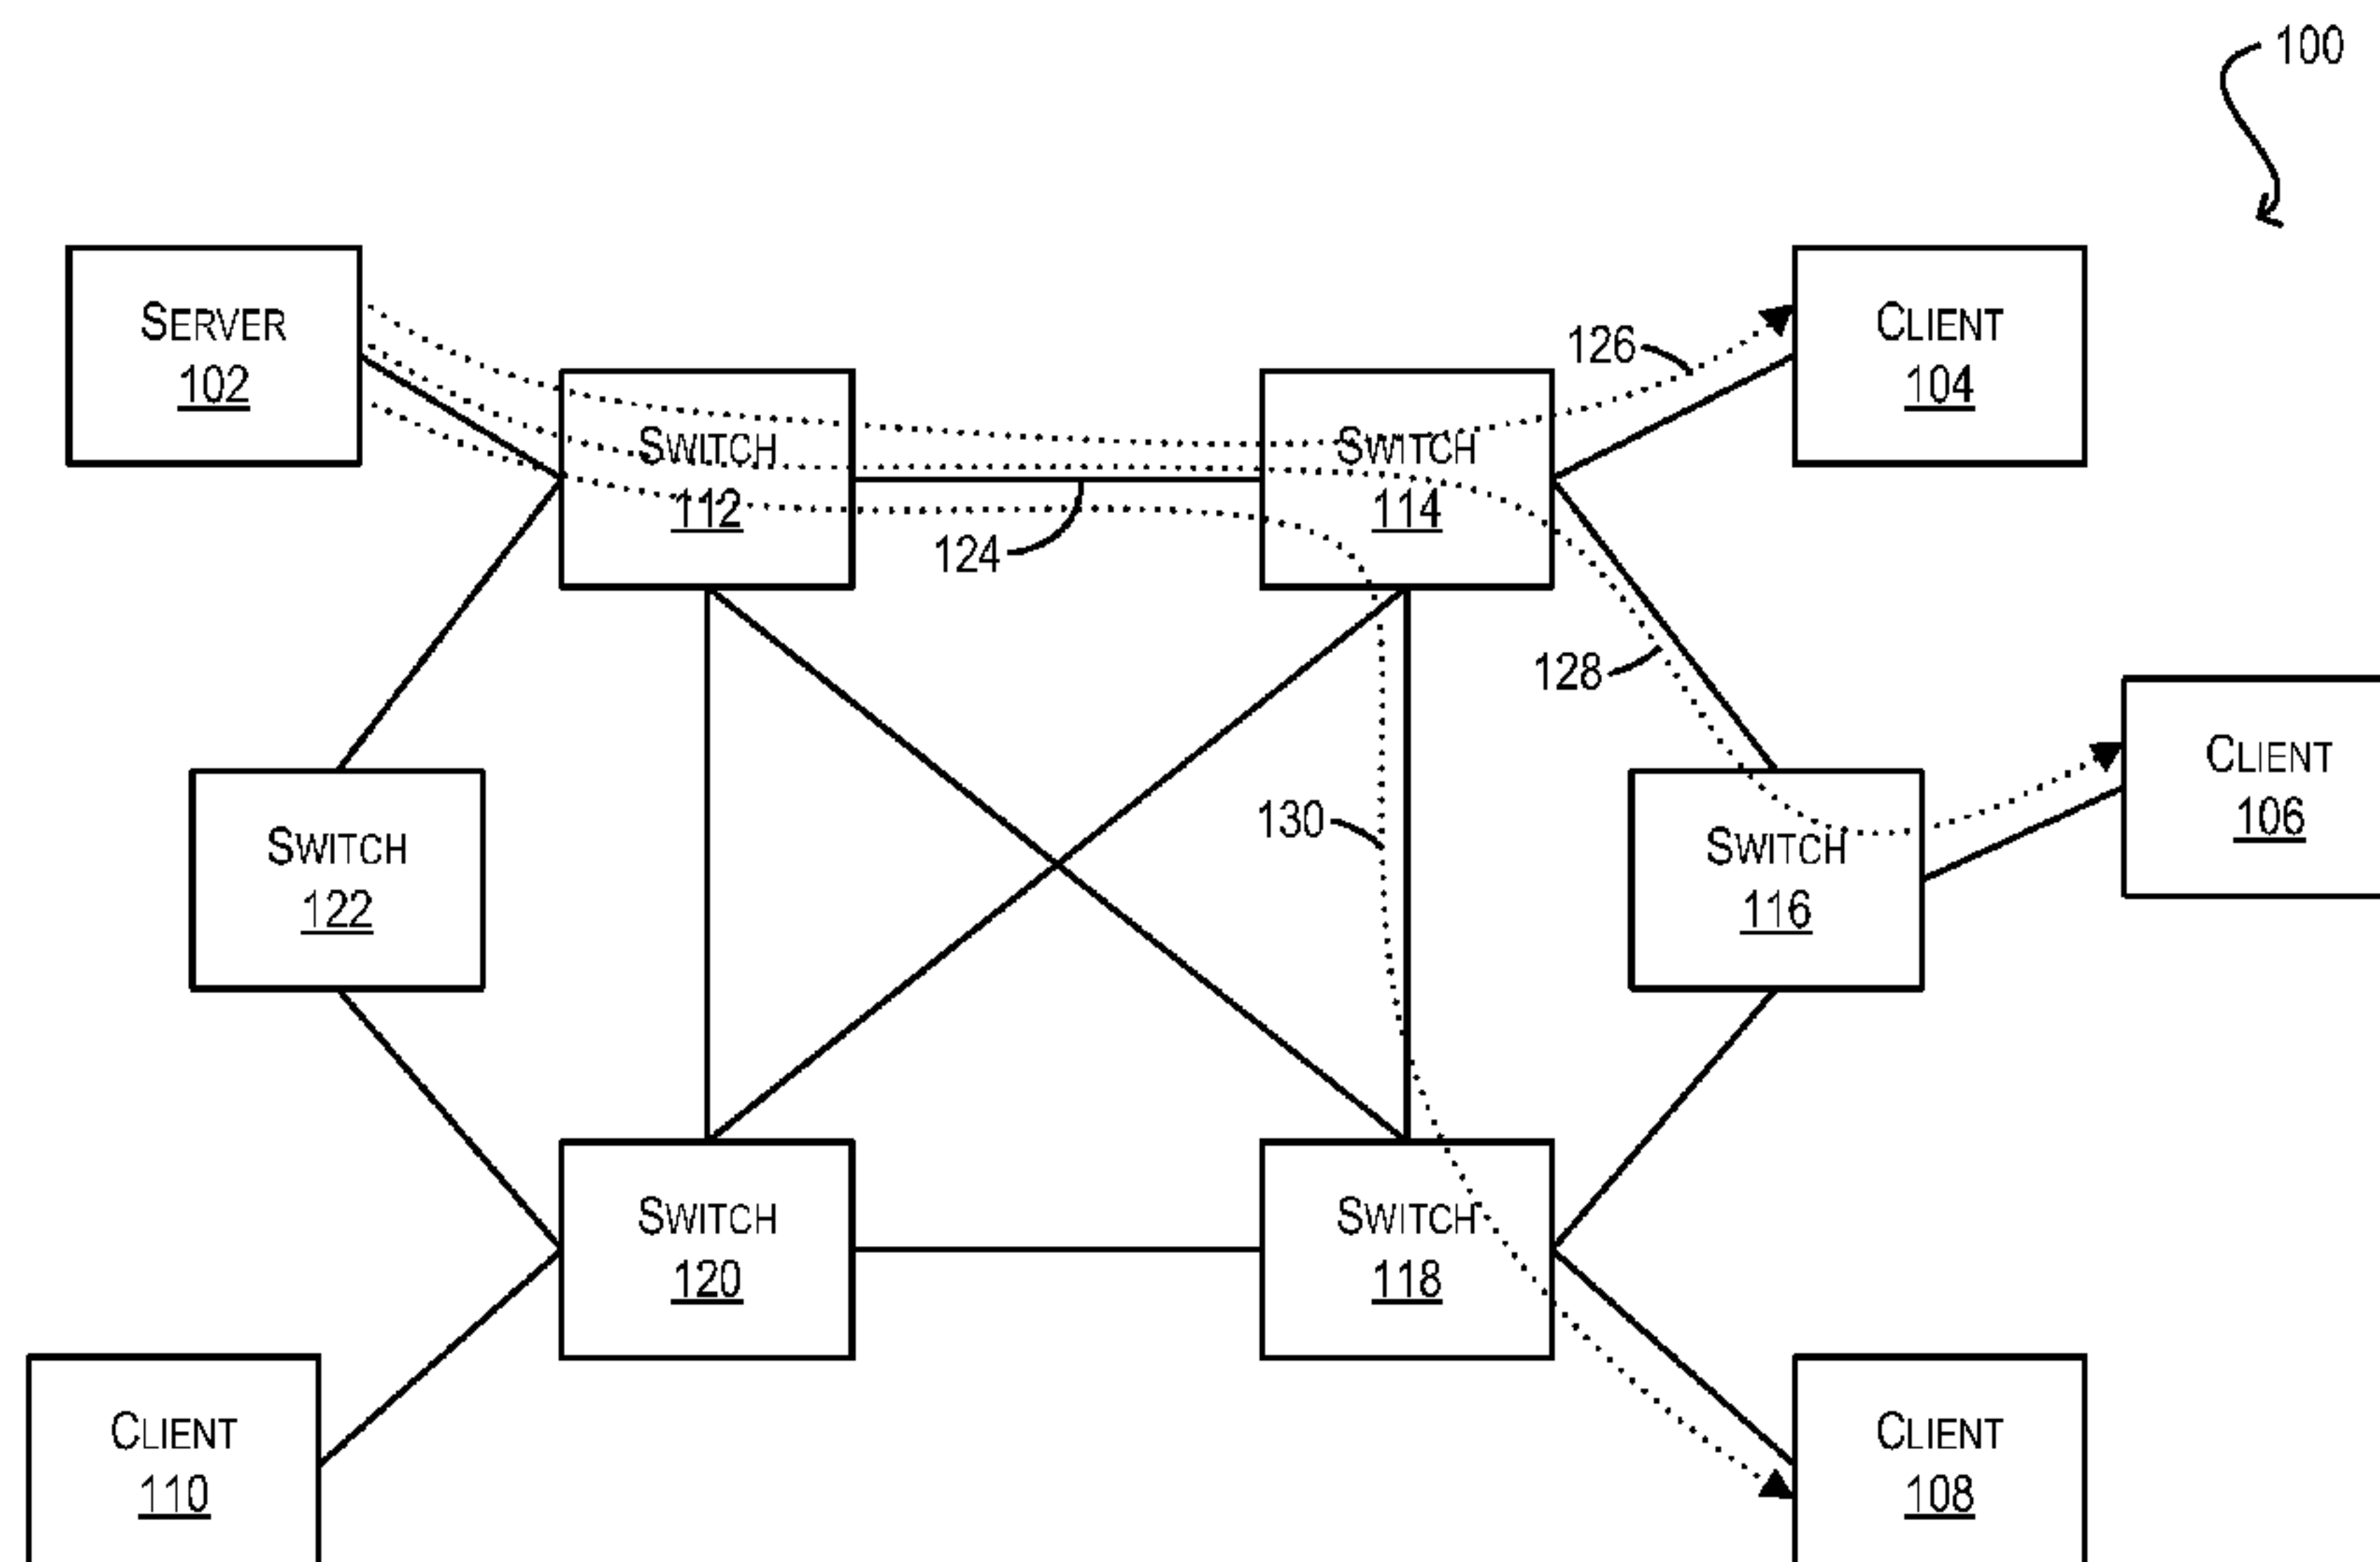 100
SERVER
102
CLIENT
104
126
SWITCH
112
SWITCH
114
124
128
CLIENT
106
SWITCH
122
130
SWITCH
116
SWITCH
120
SWITCH
118
CLIENT
110
CLIENT
108